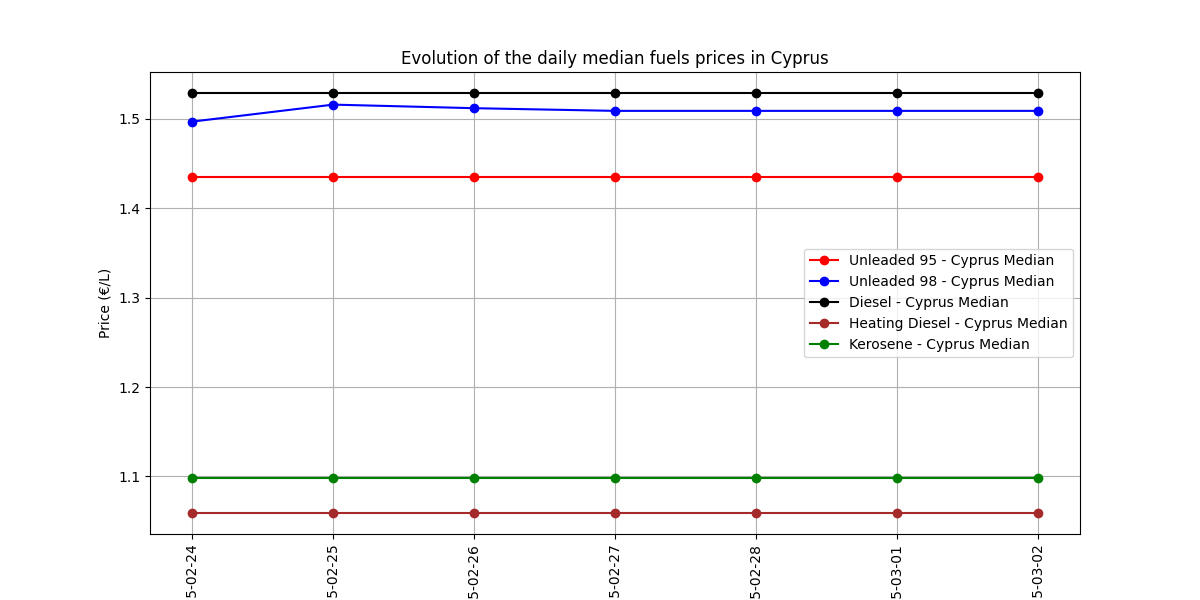 Evolution of the daily median fuels prices in Cyprus
Price (€/L)
1.5
1.4
1.3
1.2
1.1
Unleaded 95 - Cyprus Median
Unleaded 98 - Cyprus Median
Diesel - Cyprus Median
Heating Diesel - Cyprus Median
Kerosene - Cyprus Median
5-02-24
5-02-25
5-02-26
5-02-27
5-02-28
5-03-01
5-03-02